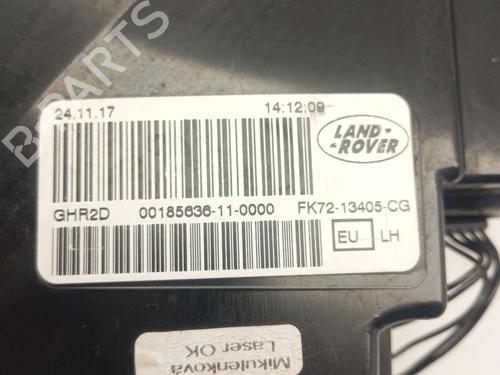 B PARTS
24.11.17 14:12:09
LAND-
-ROVER
GHR2D 00185636-11-0000 FK72-13405-CG
EU LH
Mikulenková
Laser OK